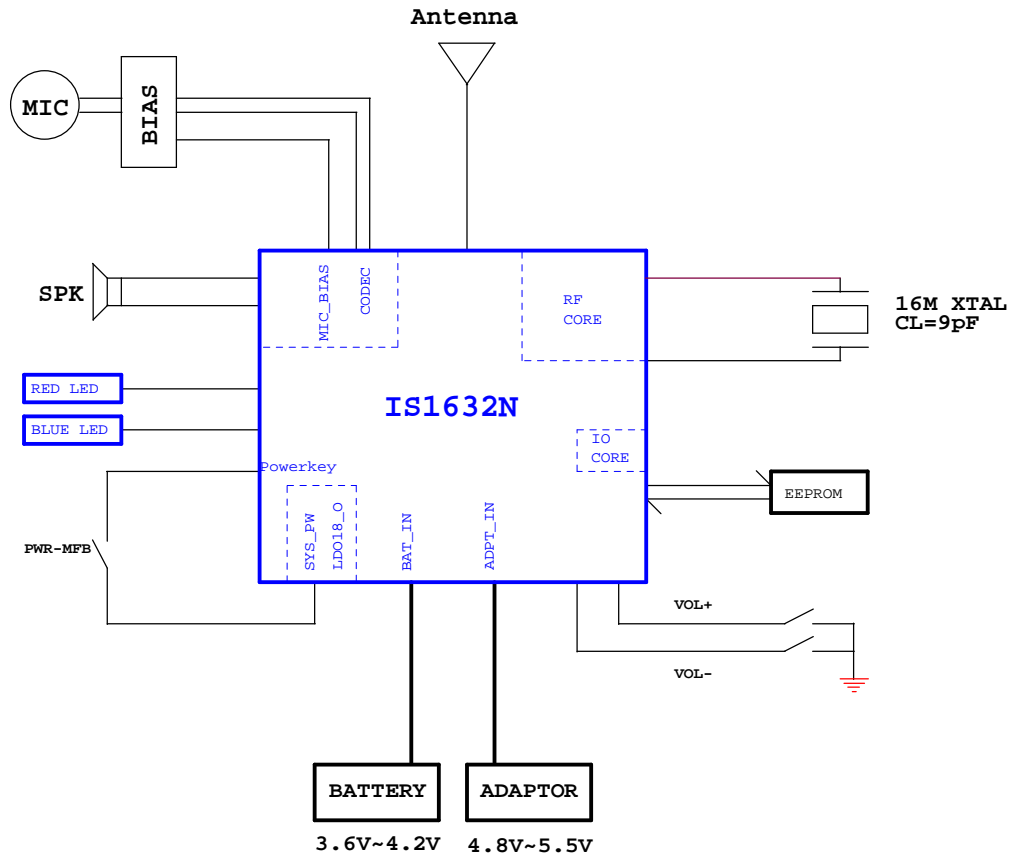 Antenna
MIC
BIAS
MIC_BIAS
CODEC
RF
CORE
16M XTAL
CL=9pF
SPK
RED LED
BLUE LED
IS1632N
IO
CORE
Powerkey
EEPROM
SYS_PW
LDO18_O
BAT_IN
ADPT_IN
PWR-MFB
VOL+
VOL-
BATTERY
ADAPTOR
3.6V~4.2V
4.8V~5.5V